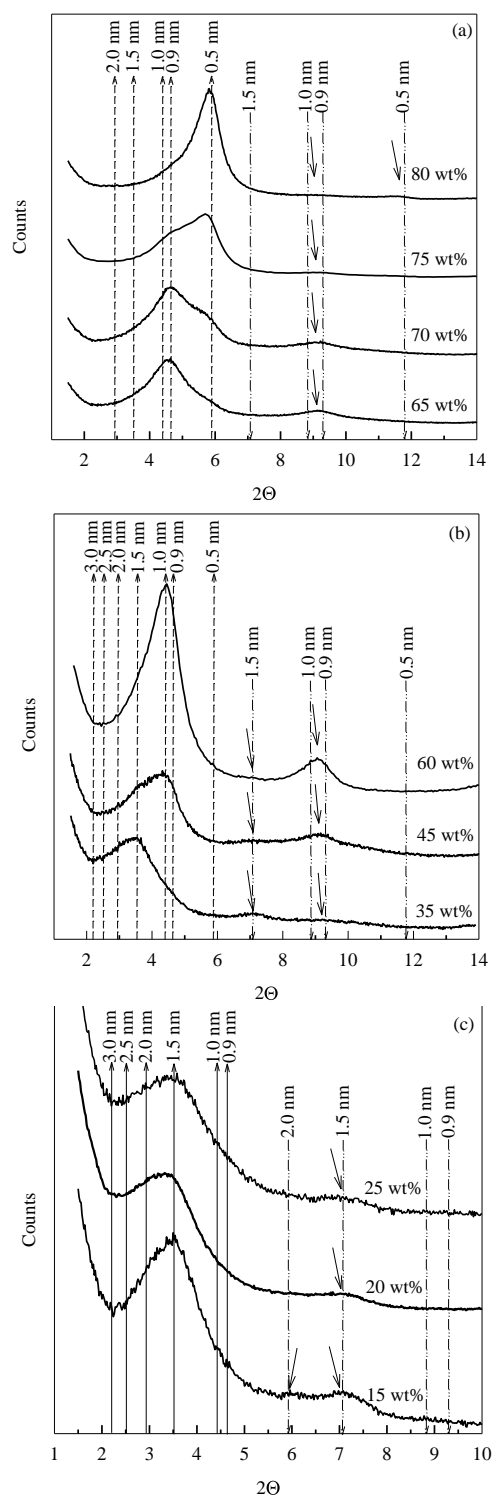 (a)
2.0 nm
1.5 nm
1.0 nm
0.9 nm
0.5 nm
1.5 nm
1.0 nm
0.9 nm
0.5 nm
80 wt%
75 wt%
70 wt%
65 wt%
Counts
2 4 6 8 10 12 14
2Θ
(b)
3.0 nm
2.5 nm
2.0 nm
1.5 nm
1.0 nm
0.9 nm
0.5 nm
1.5 nm
1.0 nm
0.9 nm
0.5 nm
60 wt%
45 wt%
35 wt%
Counts
2 4 6 8 10 12 14
2Θ
(c)
3.0 nm
2.5 nm
2.0 nm
1.5 nm
1.0 nm
0.9 nm
2.0 nm
1.5 nm
1.0 nm
0.9 nm
25 wt%
20 wt%
15 wt%
Counts
1 2 3 4 5 6 7 8 9 10
2Θ